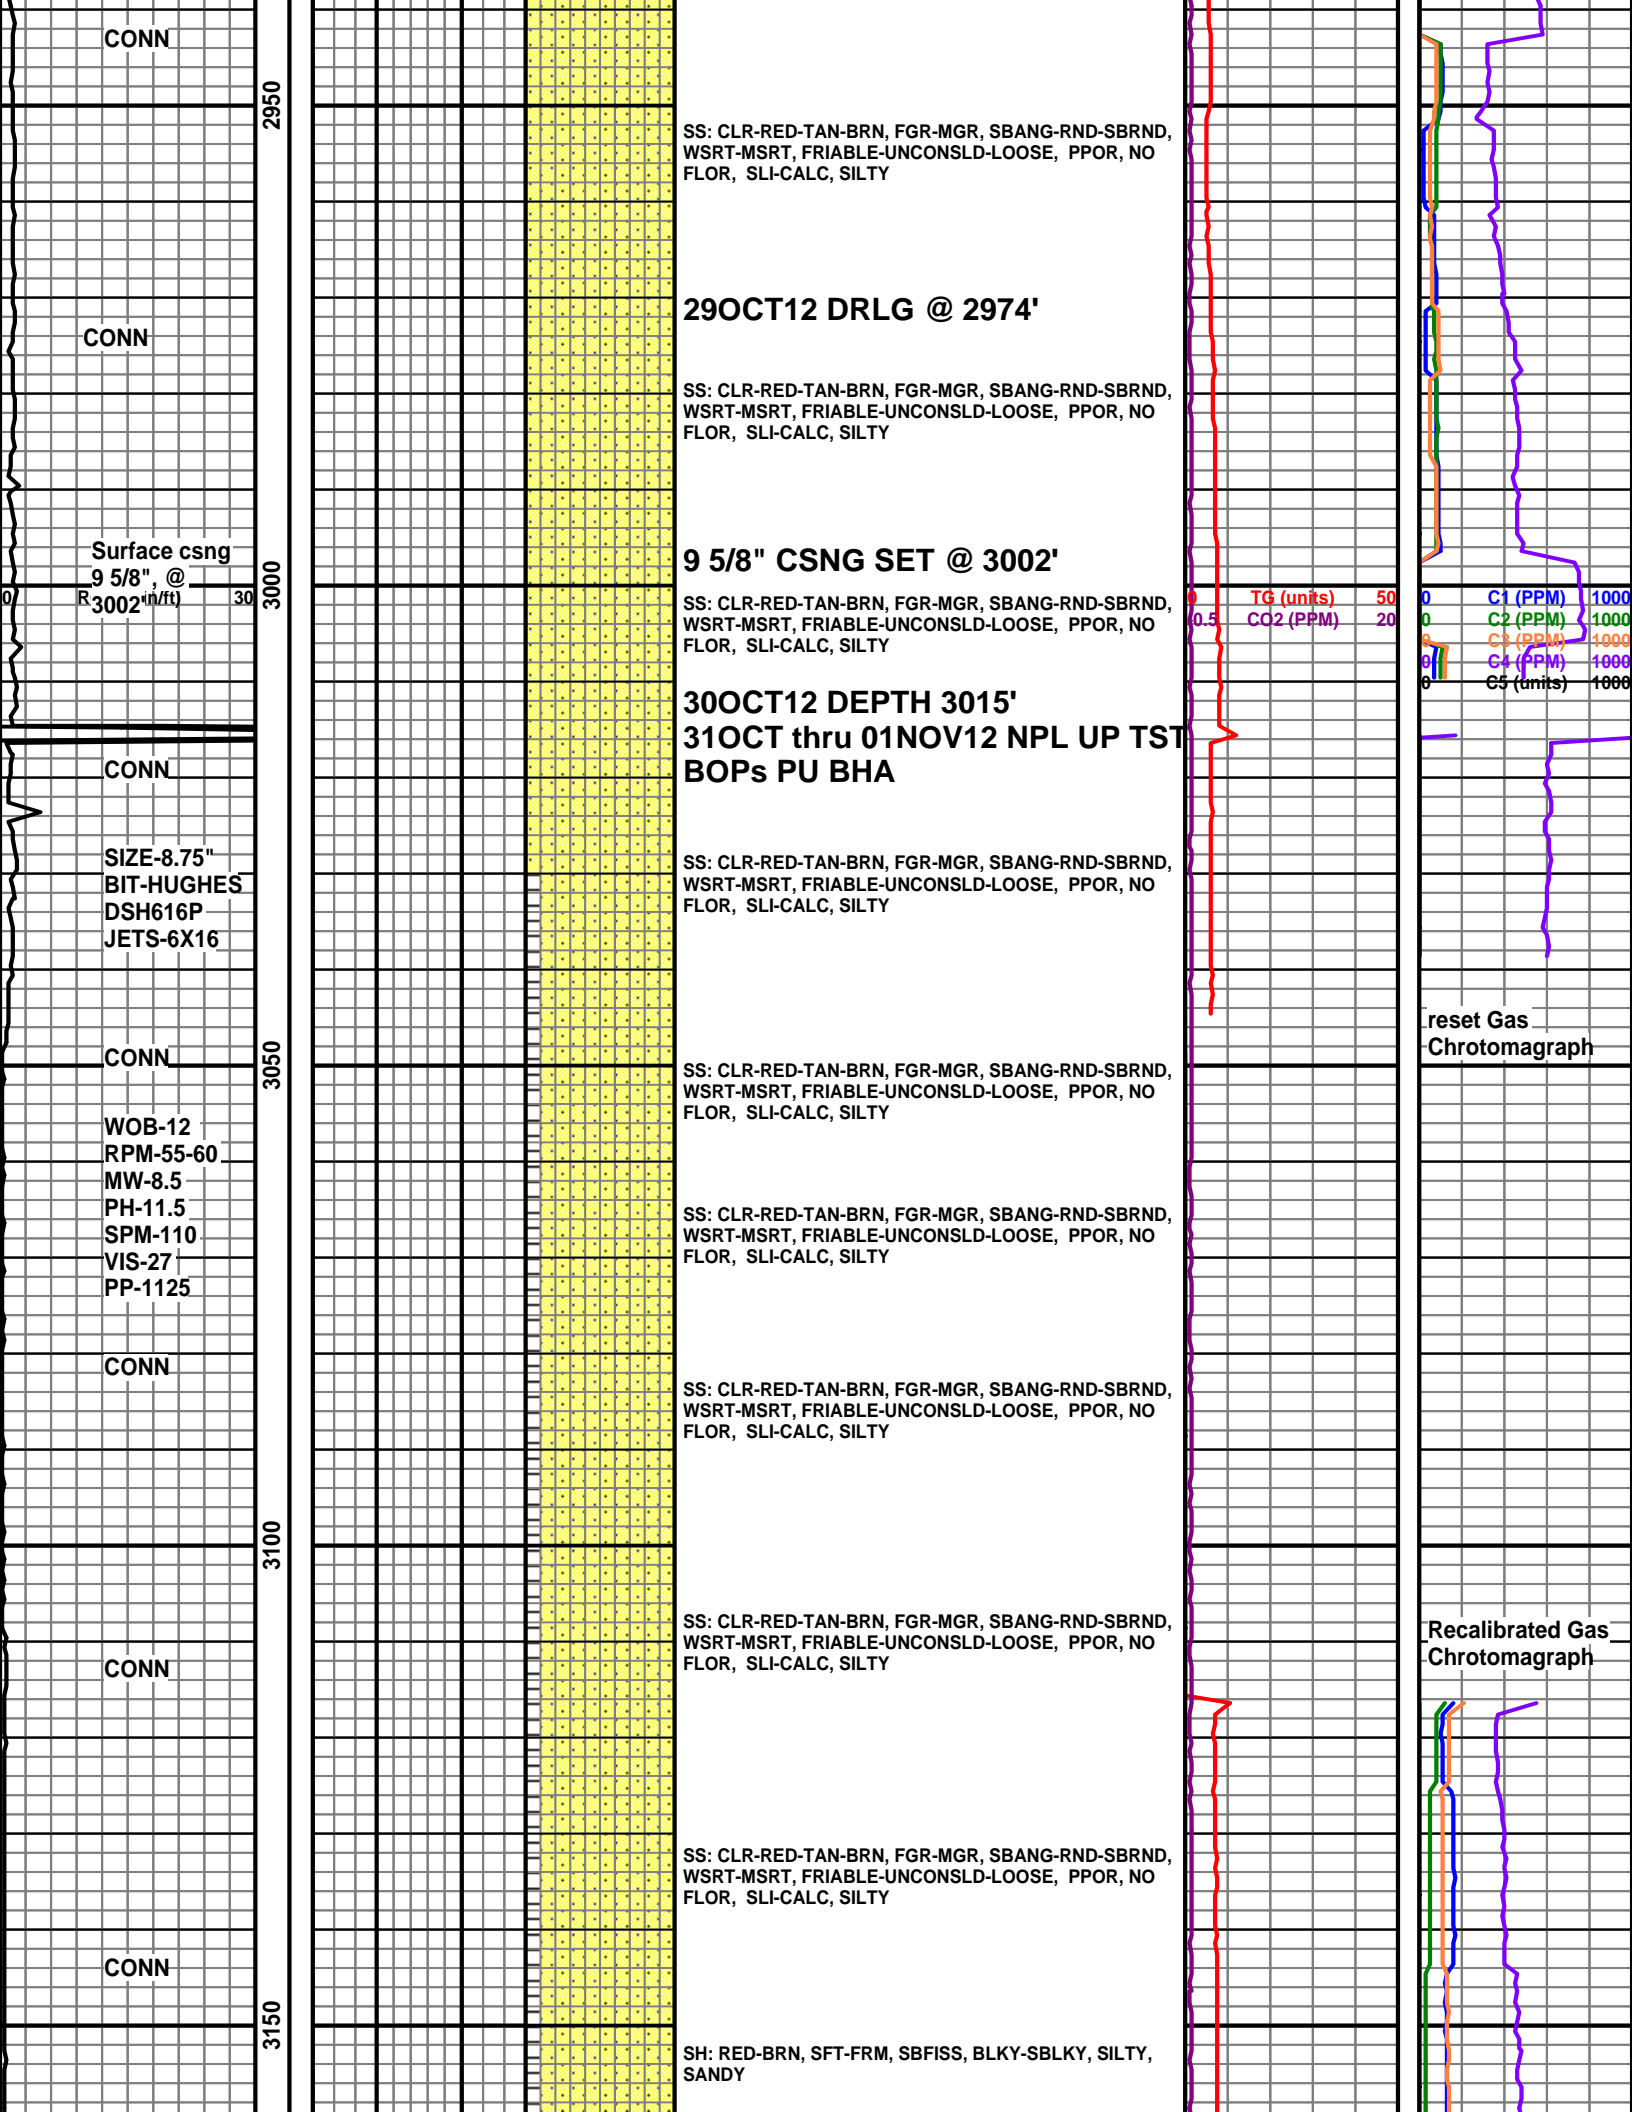 CONN
2950
SS: CLR-RED-TAN-BRN, FGR-MGR, SBANG-RND-SBRND,
WSRT-MSRT, FRIABLE-UNCONSLD-LOOSE, PPOR, NO
FLOR, SLI-CALC, SILTY
29OCT12 DRLG @ 2974'
CONN
SS: CLR-RED-TAN-BRN, FGR-MGR, SBANG-RND-SBRND,
WSRT-MSRT, FRIABLE-UNCONSLD-LOOSE, PPOR, NO
FLOR, SLI-CALC, SILTY
Surface csng
9 5/8", @
3002'
9 5/8" CSNG SET @ 3002'
0 30
3000
SS: CLR-RED-TAN-BRN, FGR-MGR, SBANG-RND-SBRND,
WSRT-MSRT, FRIABLE-UNCONSLD-LOOSE, PPOR, NO
FLOR, SLI-CALC, SILTY
0 TG (units) 50
0.5 CO2 (PPM) 20
0 C1 (PPM) 1000
0 C2 (PPM) 1000
0 C3 (PPM) 1000
0 C4 (PPM) 1000
0 C5 (units) 1000
30OCT12 DEPTH 3015'
31OCT thru 01NOV12 NPL UP TST
BOPs PU BHA
CONN
SIZE-8.75"
BIT-HUGHES
DSH616P
JETS-6X16
SS: CLR-RED-TAN-BRN, FGR-MGR, SBANG-RND-SBRND,
WSRT-MSRT, FRIABLE-UNCONSLD-LOOSE, PPOR, NO
FLOR, SLI-CALC, SILTY
reset Gas
Chrotomagraph
CONN
3050
SS: CLR-RED-TAN-BRN, FGR-MGR, SBANG-RND-SBRND,
WSRT-MSRT, FRIABLE-UNCONSLD-LOOSE, PPOR, NO
FLOR, SLI-CALC, SILTY
WOB-12
RPM-55-60
MW-8.5
PH-11.5
SPM-110
VIS-27
PP-1125
SS: CLR-RED-TAN-BRN, FGR-MGR, SBANG-RND-SBRND,
WSRT-MSRT, FRIABLE-UNCONSLD-LOOSE, PPOR, NO
FLOR, SLI-CALC, SILTY
CONN
SS: CLR-RED-TAN-BRN, FGR-MGR, SBANG-RND-SBRND,
WSRT-MSRT, FRIABLE-UNCONSLD-LOOSE, PPOR, NO
FLOR, SLI-CALC, SILTY
3100
SS: CLR-RED-TAN-BRN, FGR-MGR, SBANG-RND-SBRND,
WSRT-MSRT, FRIABLE-UNCONSLD-LOOSE, PPOR, NO
FLOR, SLI-CALC, SILTY
Recalibrated Gas
Chrotomagraph
CONN
SS: CLR-RED-TAN-BRN, FGR-MGR, SBANG-RND-SBRND,
WSRT-MSRT, FRIABLE-UNCONSLD-LOOSE, PPOR, NO
FLOR, SLI-CALC, SILTY
CONN
3150
SH: RED-BRN, SFT-FRM, SBFISS, BLKY-SBLKY, SILTY,
SANDY